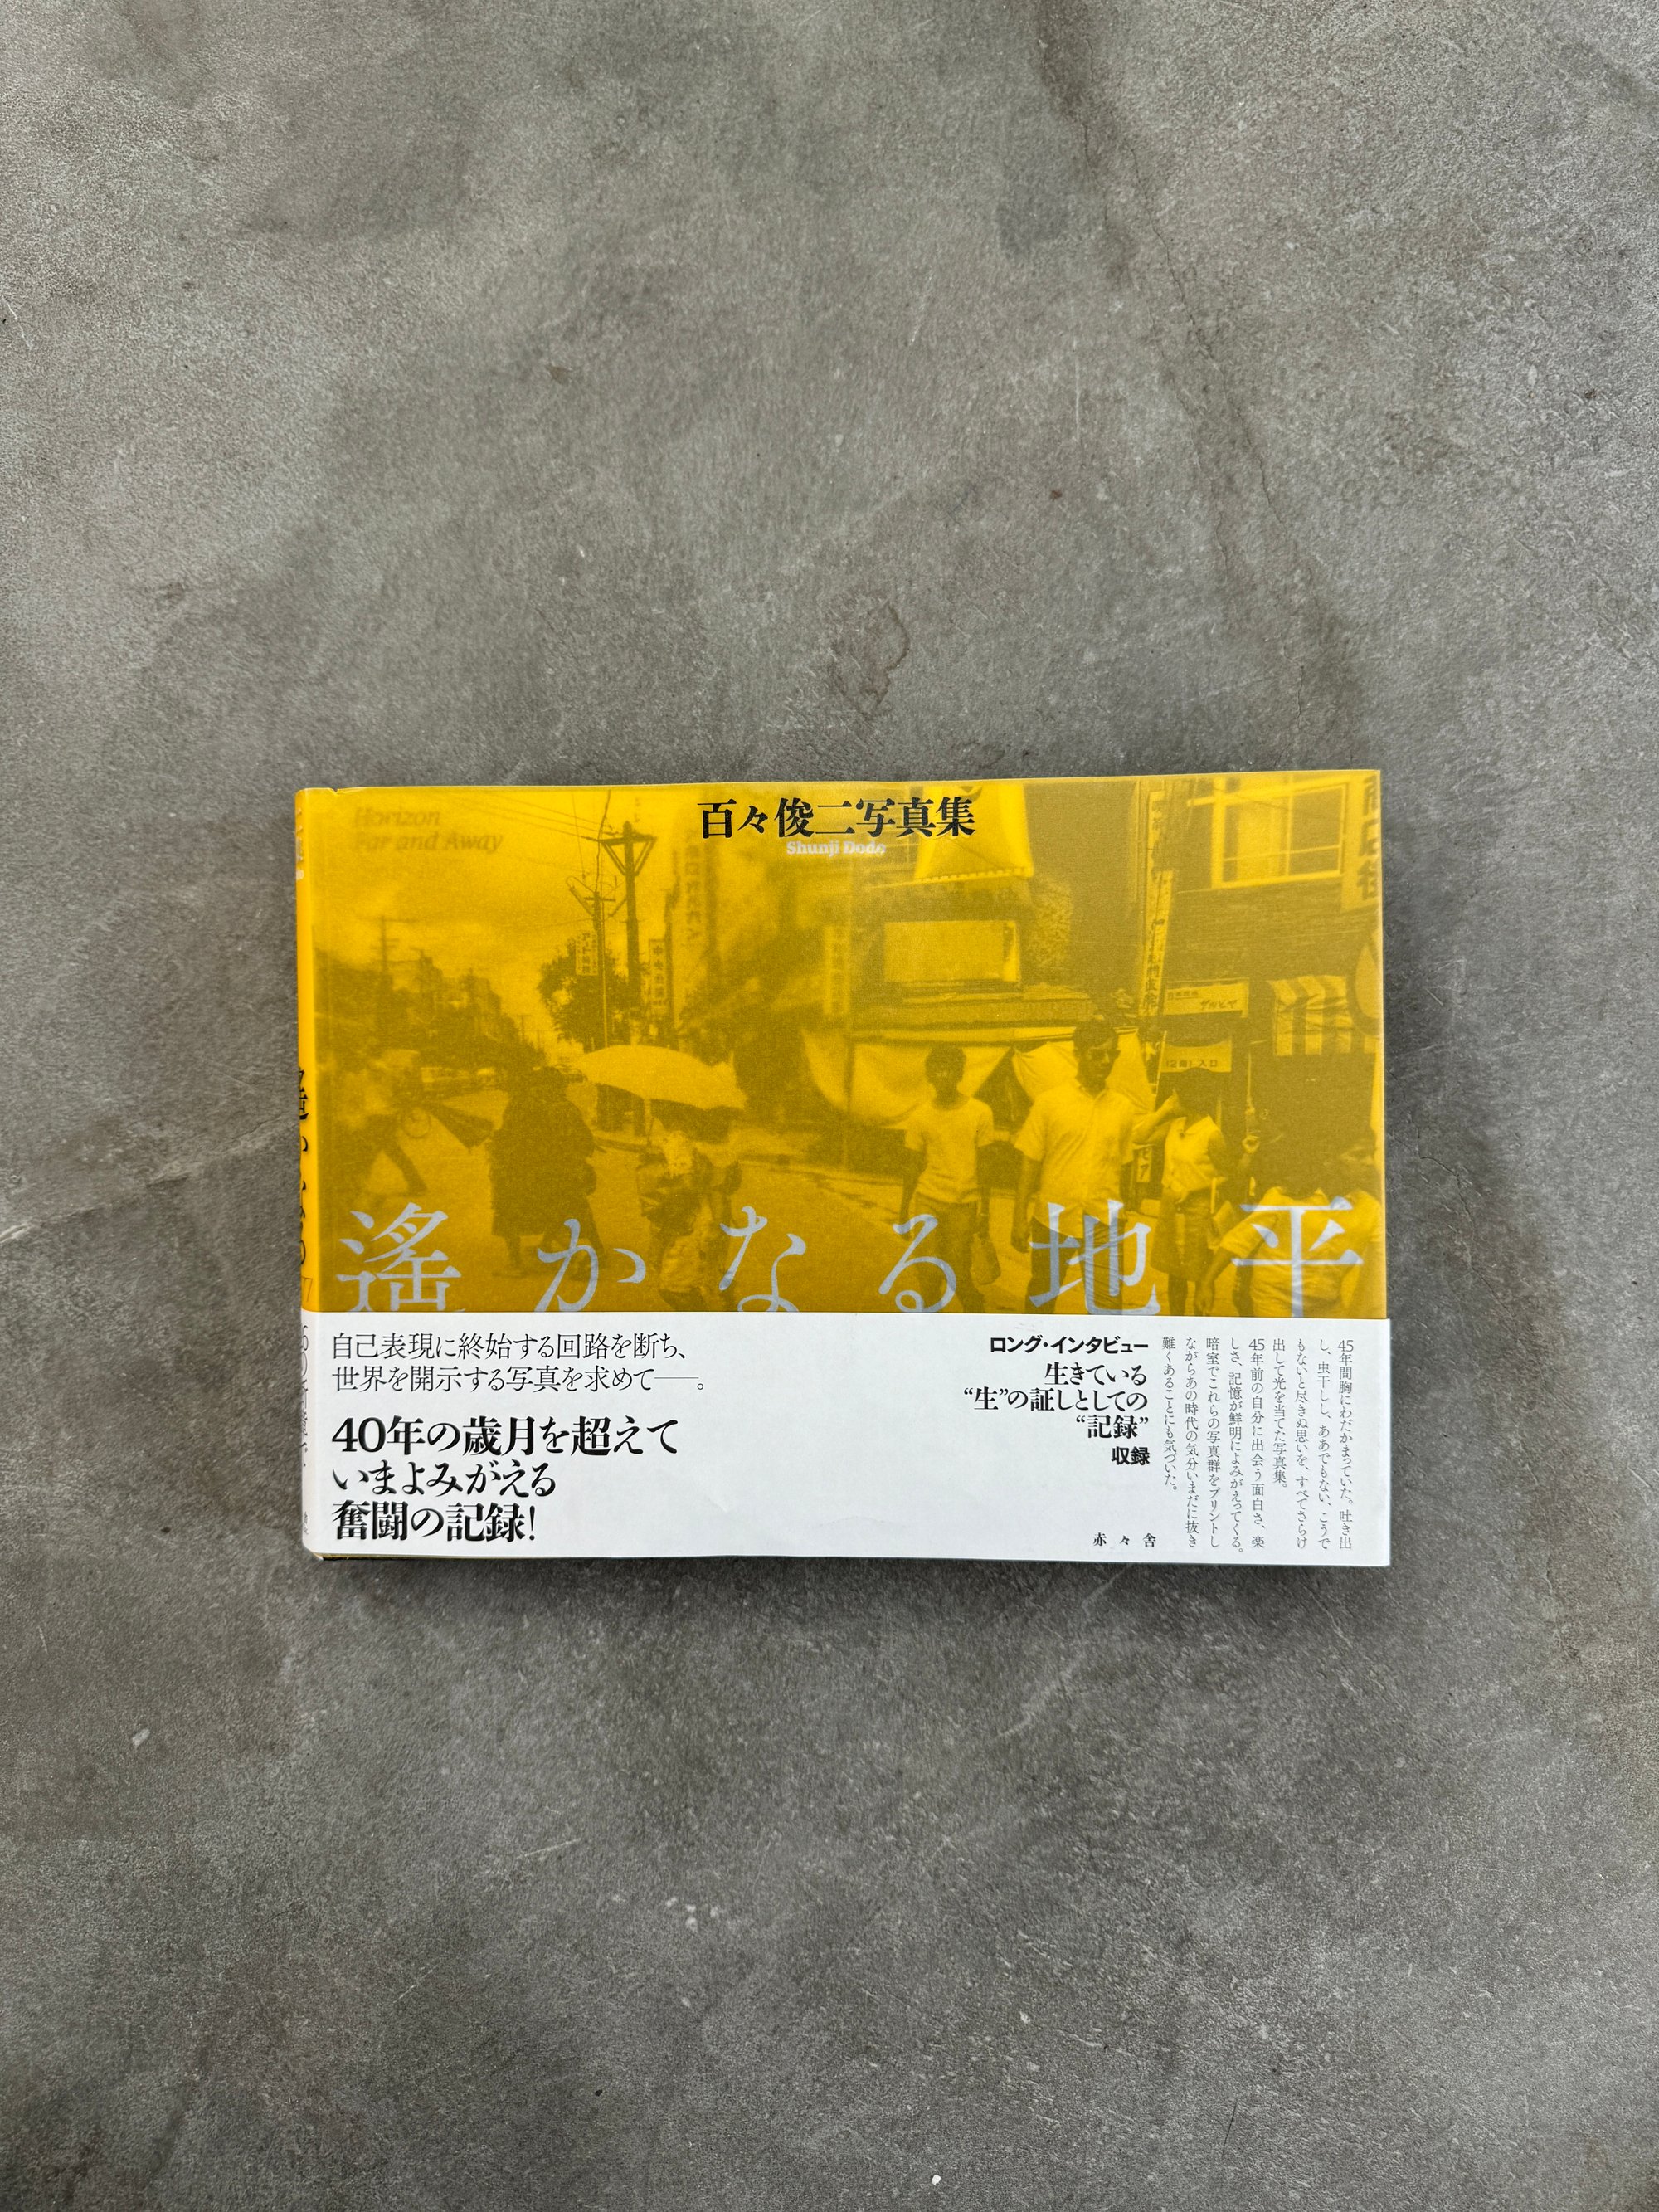 百々俊二写真集
Shunji Dodo
Horizon
Far and Away
遙かなる地平
自己表現に終始する回路を断ち、
世界を開示する写真を求めて——。
40年の歳月を超えて
いまよみがえる
奮闘の記録!
ロング・インタビュー
生きている
“生”の証しとしての
“記録”
収録
45年間胸にわだかまっていた。吐き出
し、虫干しし、ああでもない、こうで
もないと尽きぬ思いを、すべてさらけ
出して光を当てた写真集。
45年前の自分に出会う面白さ、楽
しさ、記憶が鮮明によみがえってくる。
暗室でこれらの写真群をプリントし
ながらあの時代の気分いまだに抜き
難くあることにも気づいた。
赤々舎
(2階)入口